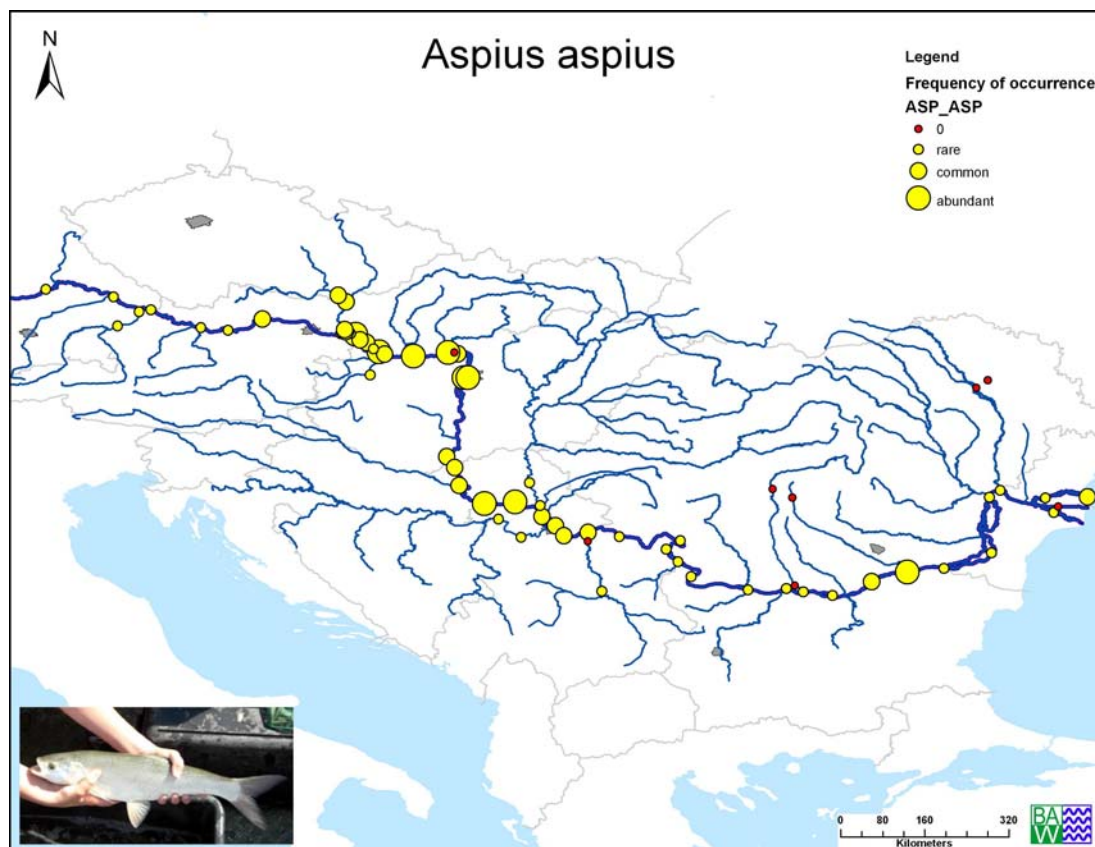 N
Aspius aspius
Legend
Frequency of occurrence
ASP_ASP
0
rare
common
abundant
0 80 160 320
Kilometers
BA
W